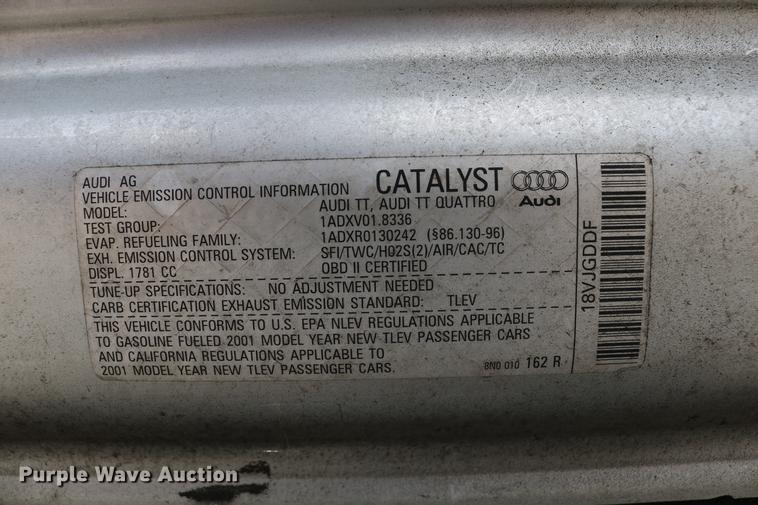 AUDI AG
VEHICLE EMISSION CONTROL INFORMATION CATALYST Audi
MODEL: AUDI TT, AUDI TT QUATTRO
TEST GROUP: 1ADXV01.8336
EVAP. REFUELING FAMILY: 1ADXR0130242 (§86.130-96)
EXH. EMISSION CONTROL SYSTEM: SFI/TWC/HO2S(2)/AIR/CAC/TC
DISPL. 1781 CC OBD II CERTIFIED
TUNE-UP SPECIFICATIONS: NO ADJUSTMENT NEEDED
CARB CERTIFICATION EXHAUST EMISSION STANDARD: TLEV
THIS VEHICLE CONFORMS TO U.S. EPA NLEV REGULATIONS APPLICABLE
TO GASOLINE FUELED 2001 MODEL YEAR NEW TLEV PASSENGER CARS
AND CALIFORNIA REGULATIONS APPLICABLE TO
2001 MODEL YEAR NEW TLEV PASSENGER CARS. 8N0 010 162 R
18VJGDDF
Purple Wave Auction